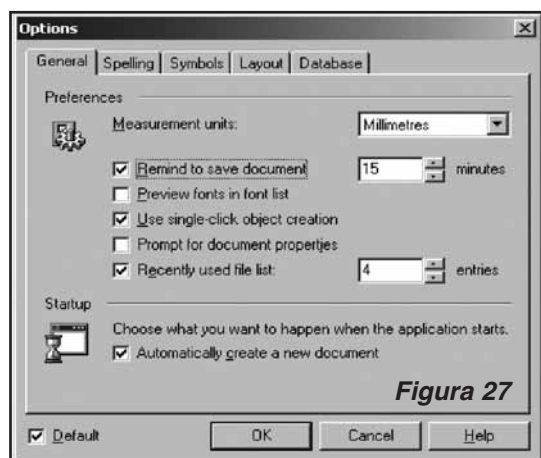 Options
General Spelling Symbols Layout Database
Preferences
Measurement units: Millimetres
Remind to save document 15 minutes
Preview fonts in font list
Use single-click object creation
Prompt for document properties
Recently used file list: 4 entries
Startup
Choose what you want to happen when the application starts.
Automatically create a new document
Figura 27
Default OK Cancel Help